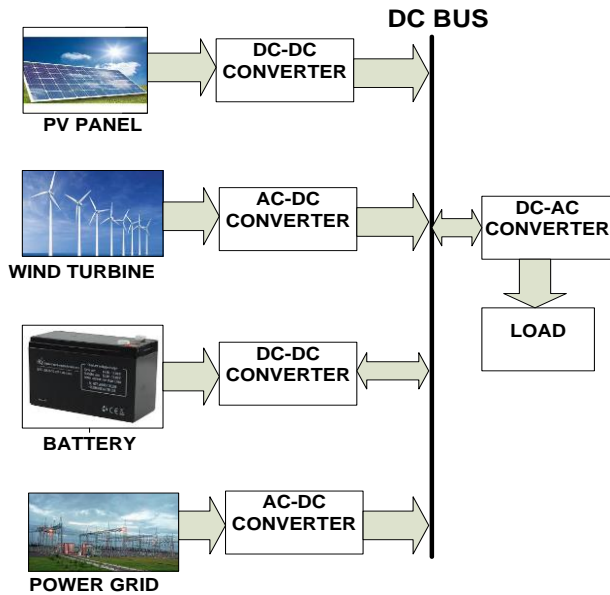 DC BUS
DC-DC
CONVERTER
PV PANEL
AC-DC
CONVERTER
WIND TURBINE
DC-AC
CONVERTER
LOAD
DC-DC
CONVERTER
BATTERY
AC-DC
CONVERTER
POWER GRID